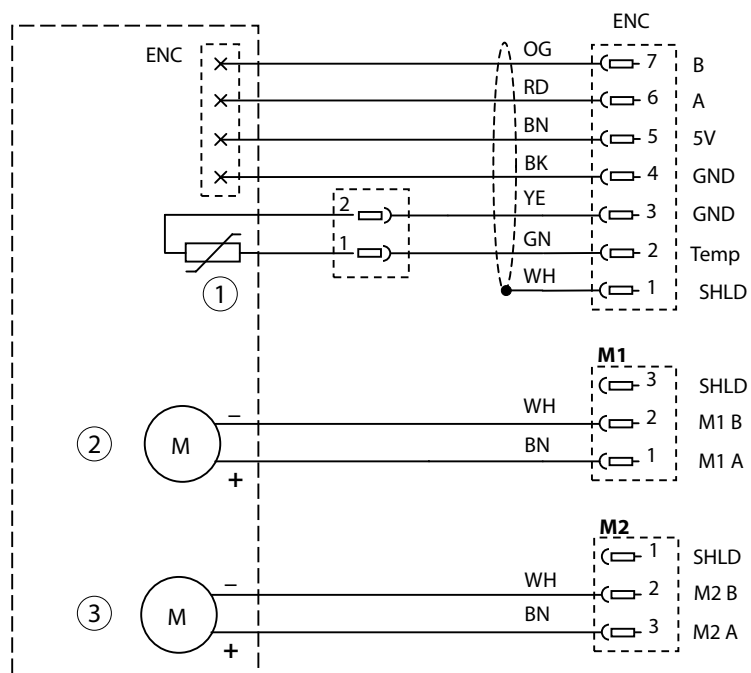 ENC
ENC
OG 7 B
RD 6 A
BN 5 5V
BK 4 GND
YE 2 3 GND
GN 1 2 Temp
WH 1 SHLD
1
M1
3 SHLD
WH 2 M1 B
BN 1 M1 A
2 M – +
M2
1 SHLD
WH 2 M2 B
BN 3 M2 A
3 M – +